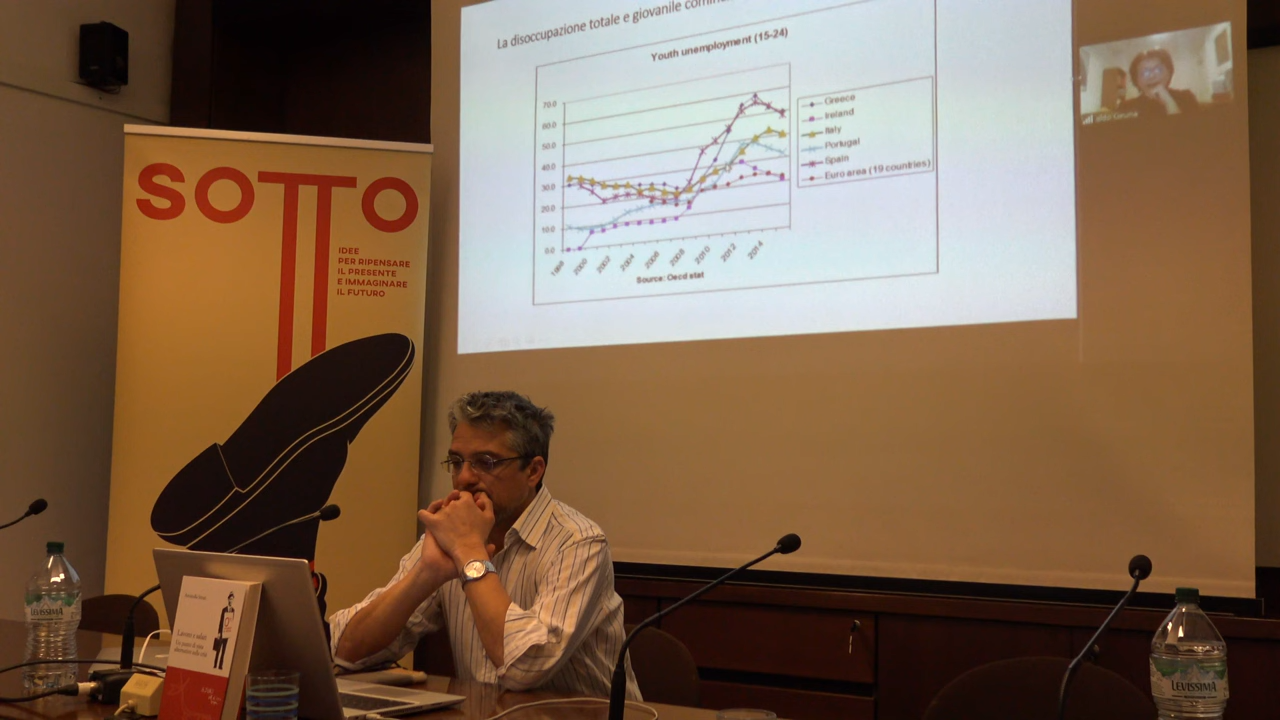 La disoccupazione totale e giovanile
Youth unemployment (15-24)
70.0
60.0
50.0
40.0
30.0
20.0
10.0
0.0
1998
2000
2002
2004
2006
2008
2010
2012
2014
Source: Oecd stat
Greece
Ireland
Italy
Portugal
Spain
Euro area (19 countries)
SOTTO
IDEE
PER RIPENSARE
IL PRESENTE
E IMMAGINARE
IL FUTURO
Lavoro e salari
LEVISSIMA
LEVISSIMA